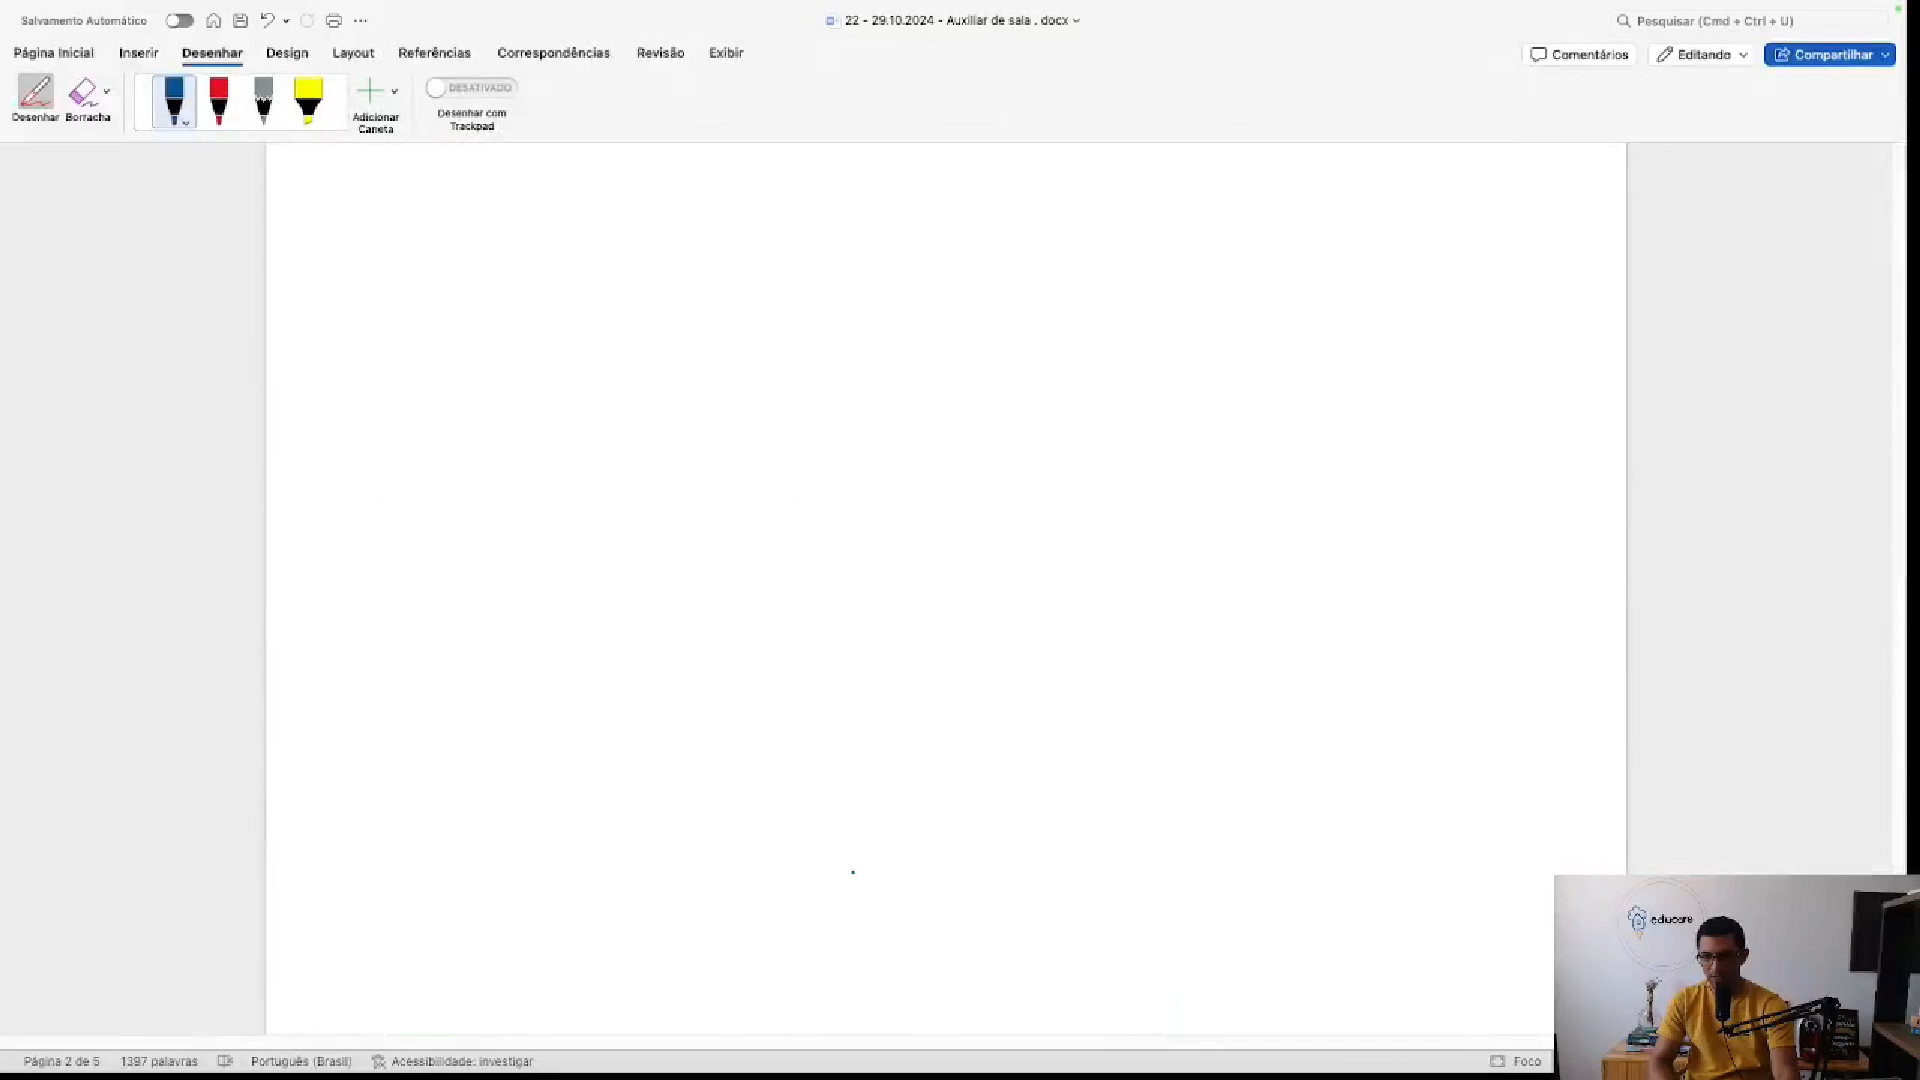 Salvamento Automático
22 - 29.10.2024 - Auxiliar de sala . docx
Pesquisar (Cmd + Ctrl + U)
Página Inicial Inserir Desenhar Design Layout Referências Correspondências Revisão Exibir
Comentários Editando Compartilhar
DESATIVADO
Desenhar Borracha Adicionar Caneta Desenhar com Trackpad
educare
Página 2 de 5 1397 palavras Português (Brasil) Acessibilidade: investigar Foco